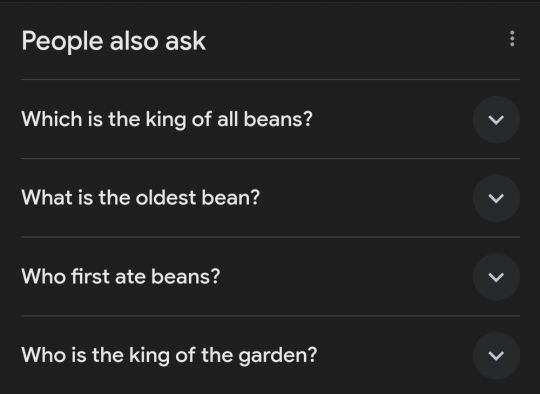 People also ask
Which is the king of all beans?
What is the oldest bean?
Who first ate beans?
Who is the king of the garden?